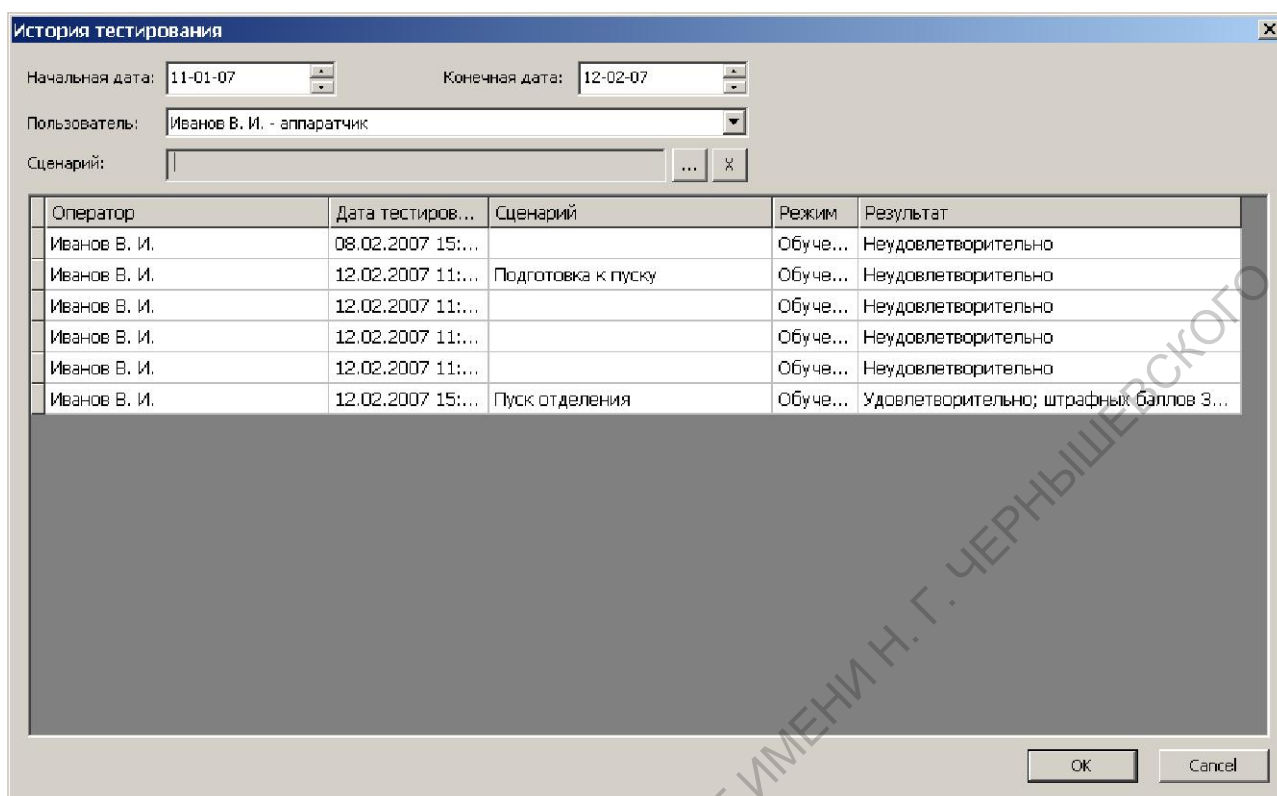 История тестирования
Начальная дата: 11-01-07 Конечная дата: 12-02-07
Пользователь: Иванов В. И. - аппаратчик
Сценарий: ... X
Оператор Дата тестиров... Сценарий Режим Результат
Иванов В. И. 08.02.2007 15:... Обуче... Неудовлетворительно
Иванов В. И. 12.02.2007 11:... Подготовка к пуску Обуче... Неудовлетворительно
Иванов В. И. 12.02.2007 11:... Обуче... Неудовлетворительно
Иванов В. И. 12.02.2007 11:... Обуче... Неудовлетворительно
Иванов В. И. 12.02.2007 11:... Обуче... Неудовлетворительно
Иванов В. И. 12.02.2007 15:... Пуск отделения Обуче... Удовлетворительно; штрафных баллов 3...
OK Cancel
ИМЕНИ Н. Г. ЧЕРНЫШЕВСКОГО